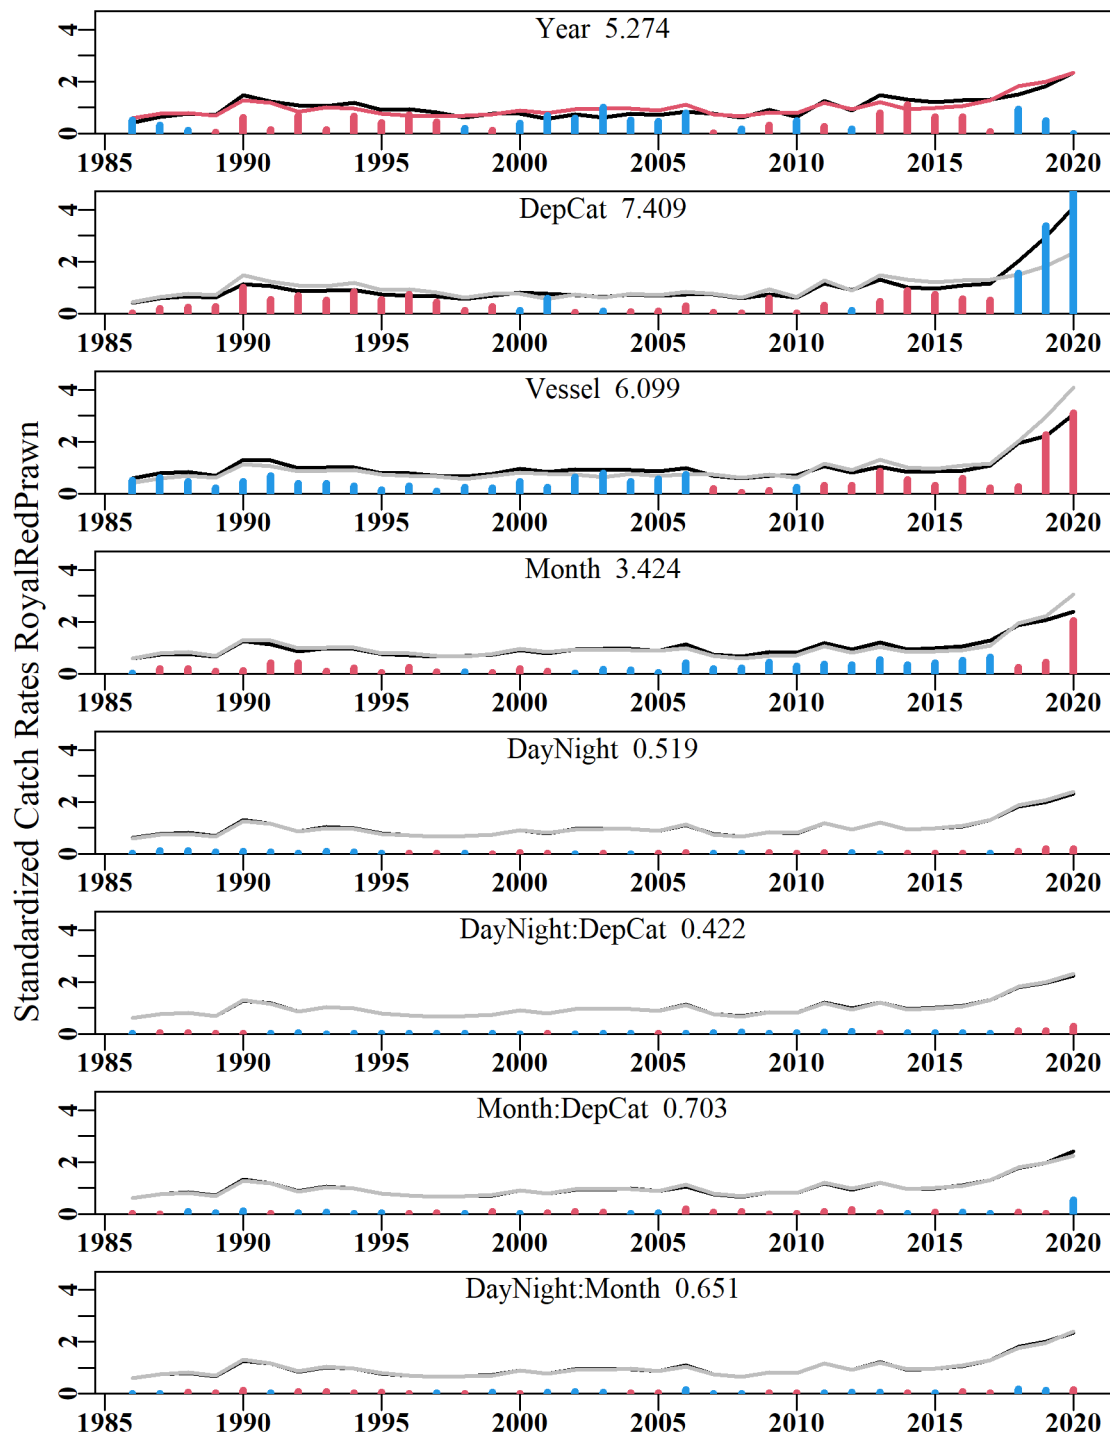 Standardized Catch Rates RoyalRedPrawn
Year 5.274
0 2 4
1985 1990 1995 2000 2005 2010 2015 2020
DepCat 7.409
0 2 4
1985 1990 1995 2000 2005 2010 2015 2020
Vessel 6.099
0 2 4
1985 1990 1995 2000 2005 2010 2015 2020
Month 3.424
0 2 4
1985 1990 1995 2000 2005 2010 2015 2020
DayNight 0.519
0 2 4
1985 1990 1995 2000 2005 2010 2015 2020
DayNight:DepCat 0.422
0 2 4
1985 1990 1995 2000 2005 2010 2015 2020
Month:DepCat 0.703
0 2 4
1985 1990 1995 2000 2005 2010 2015 2020
DayNight:Month 0.651
0 2 4
1985 1990 1995 2000 2005 2010 2015 2020